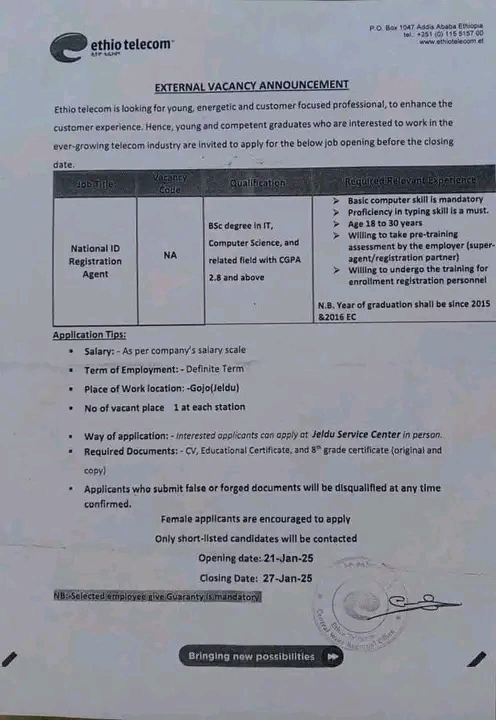 P.O. Box 1047 Addis Ababa Ethiopia
tel: +251 (0) 115 5157 00
www.ethiotelecom.et
ethio telecom
EXTERNAL VACANCY ANNOUNCEMENT
Ethio telecom is looking for young, energetic and customer focused professional, to enhance the
customer experience. Hence, young and competent graduates who are interested to work in the
ever-growing telecom industry are invited to apply for the below job opening before the closing
date.
Job Title
Vacancy
Code
Qualification
Required Relevant Experience
National ID
Registration
Agent
NA
BSc degree in IT,
Computer Science, and
related field with CGPA
2.8 and above
➢ Basic computer skill is mandatory
➢ Proficiency in typing skill is a must.
➢ Age 18 to 30 years
➢ Willing to take pre-training
assessment by the employer (super-
agent/registration partner)
➢ Willing to undergo the training for
enrollment registration personnel
N.B. Year of graduation shall be since 2015
&2016 EC
Application Tips:
• Salary: - As per company's salary scale
• Term of Employment: - Definite Term
• Place of Work location: -Gojo(Jeldu)
• No of vacant place 1 at each station
• Way of application: - Interested applicants can apply at Jeldu Service Center in person.
• Required Documents: - CV, Educational Certificate, and 8th grade certificate (original and
copy)
• Applicants who submit false or forged documents will be disqualified at any time
confirmed.
Female applicants are encouraged to apply
Only short-listed candidates will be contacted
Opening date: 21-Jan-25
Closing Date: 27-Jan-25
NB: Selected employee give Guaranty is mandatory
Ethio Telecom
Bringing new possibilities